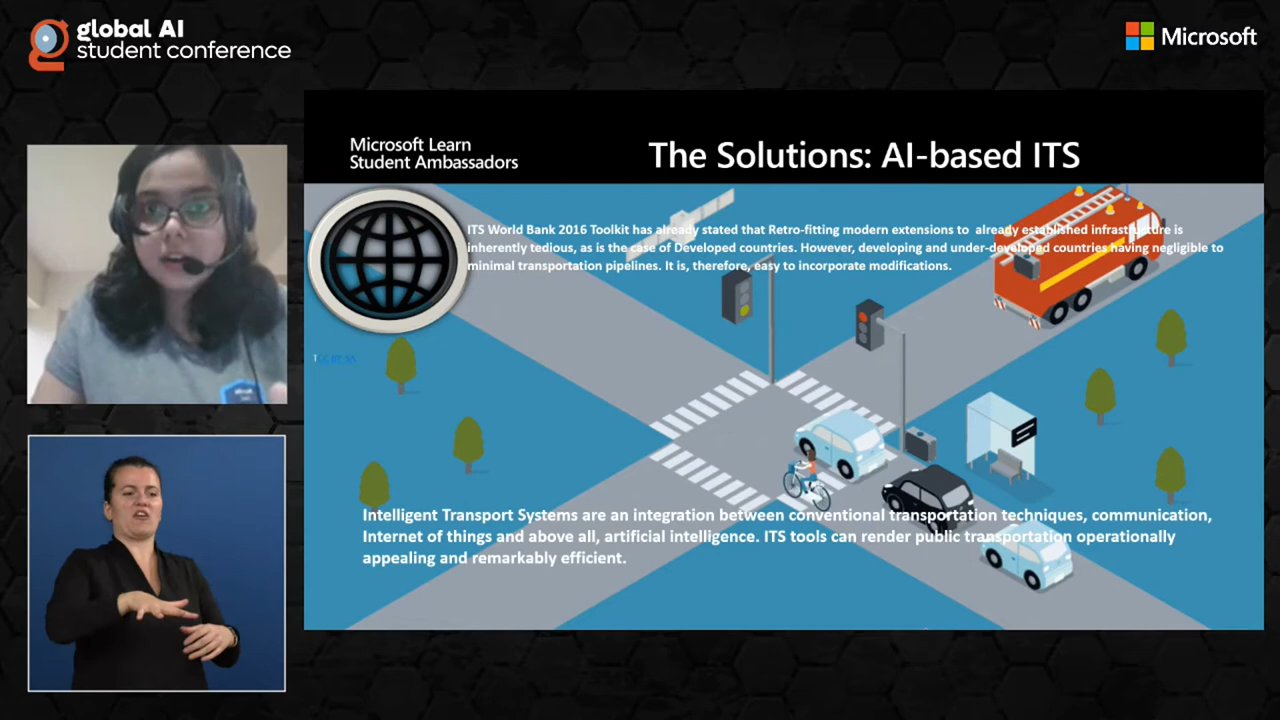 global AI
student conference
Microsoft
Microsoft Learn
Student Ambassadors
The Solutions: AI-based ITS
ITS World Bank 2016 Toolkit has already stated that Retro-fitting modern extensions to already established infrastructure is
inherently tedious, as is the case of Developed countries. However, developing and under-developed countries having negligible to
minimal transportation pipelines. It is, therefore, easy to incorporate modifications.
Intelligent Transport Systems are an integration between conventional transportation techniques, communication,
Internet of things and above all, artificial intelligence. ITS tools can render public transportation operationally
appealing and remarkably efficient.